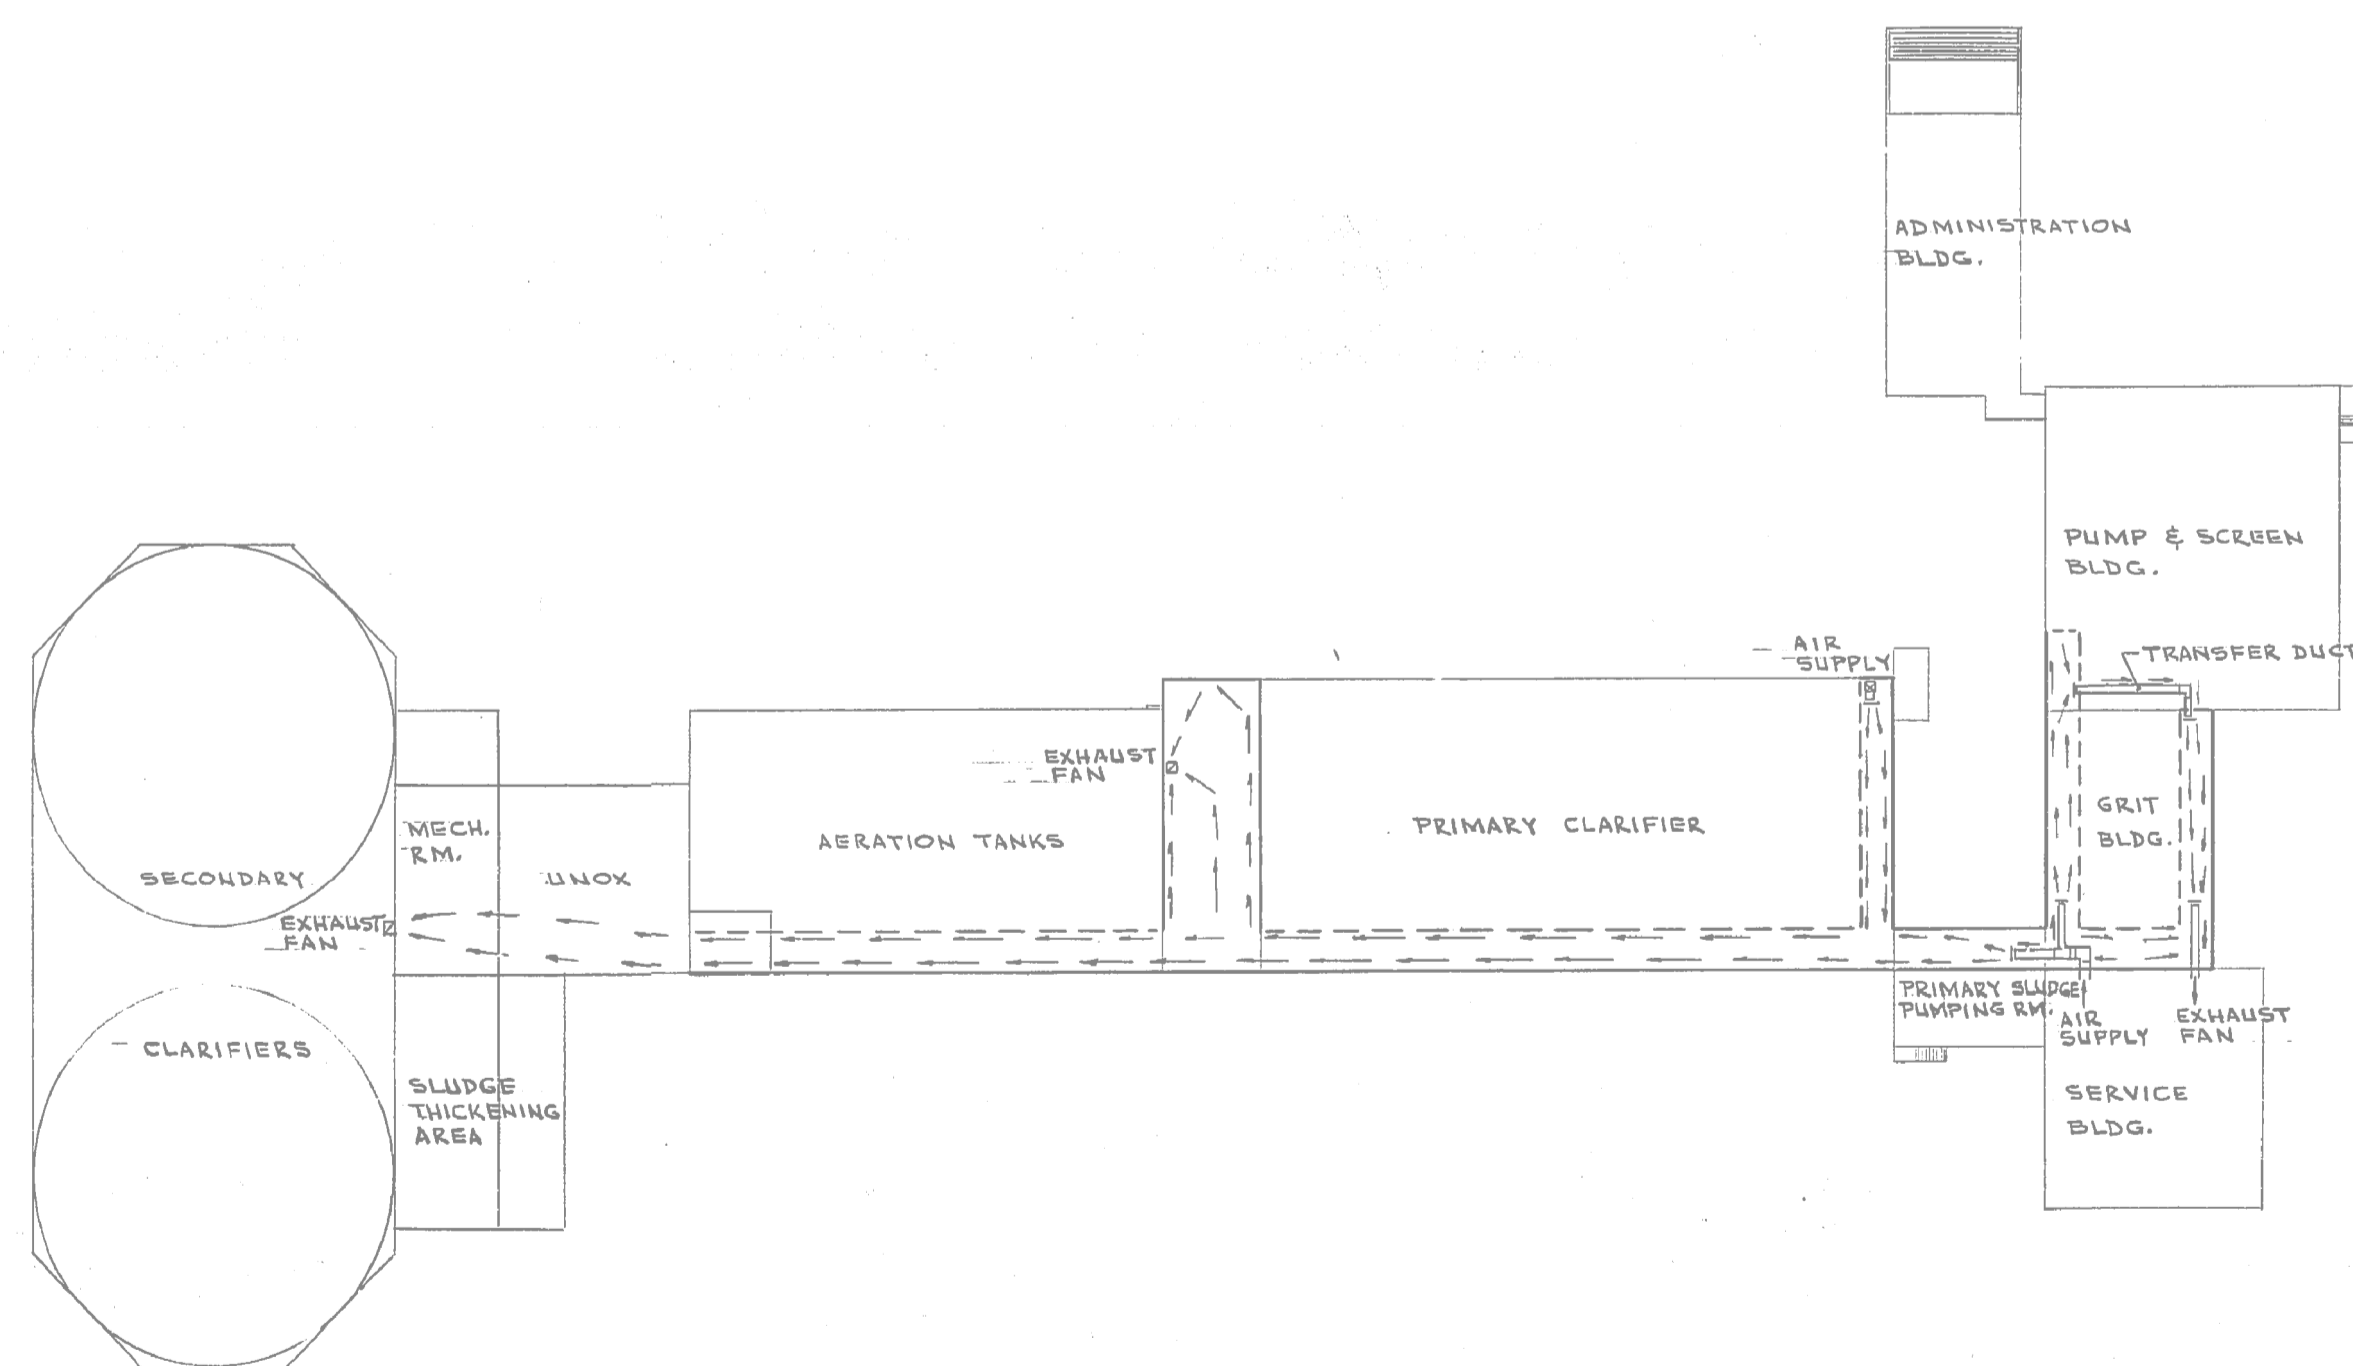 ADMINISTRATION
BLDG.
PUMP & SCREEN
BLDG.
AIR
SUPPLY
TRANSFER DUCT
EXHAUST
FAN
GRIT
BLDG.
PRIMARY CLARIFIER
AERATION TANKS
MECH.
RM.
UNOX
SECONDARY
EXHAUST
FAN
CLARIFIERS
SLUDGE
THICKENING
AREA
PRIMARY SLUDGE
PUMPING RM.
AIR
SUPPLY
EXHAUST
FAN
SERVICE
BLDG.